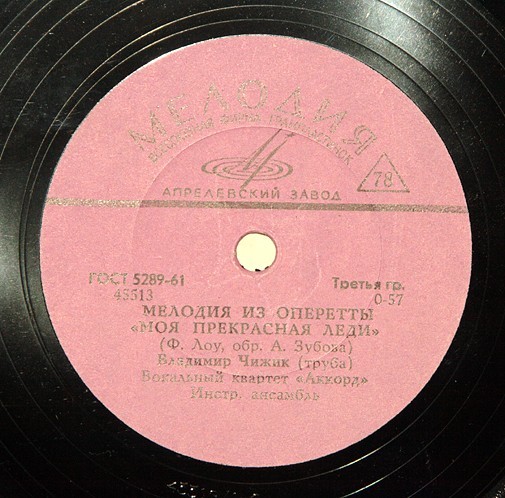 МЕЛОДИЯ
ВСЕСОЮЗНАЯ ФИРМА ГРАМПЛАСТИНОК
78
АПРЕЛЕВСКИЙ ЗАВОД
ГОСТ 5289-61
Третья гр.
45513
0-57
МЕЛОДИЯ ИЗ ОПЕРЕТТЫ
«МОЯ ПРЕКРАСНАЯ ЛЕДИ»
(Ф. Лоу, обр. А. Зубова)
Владимир Чижик (труба)
Вокальный квартет «Аккорд»
Инстр. ансамбль